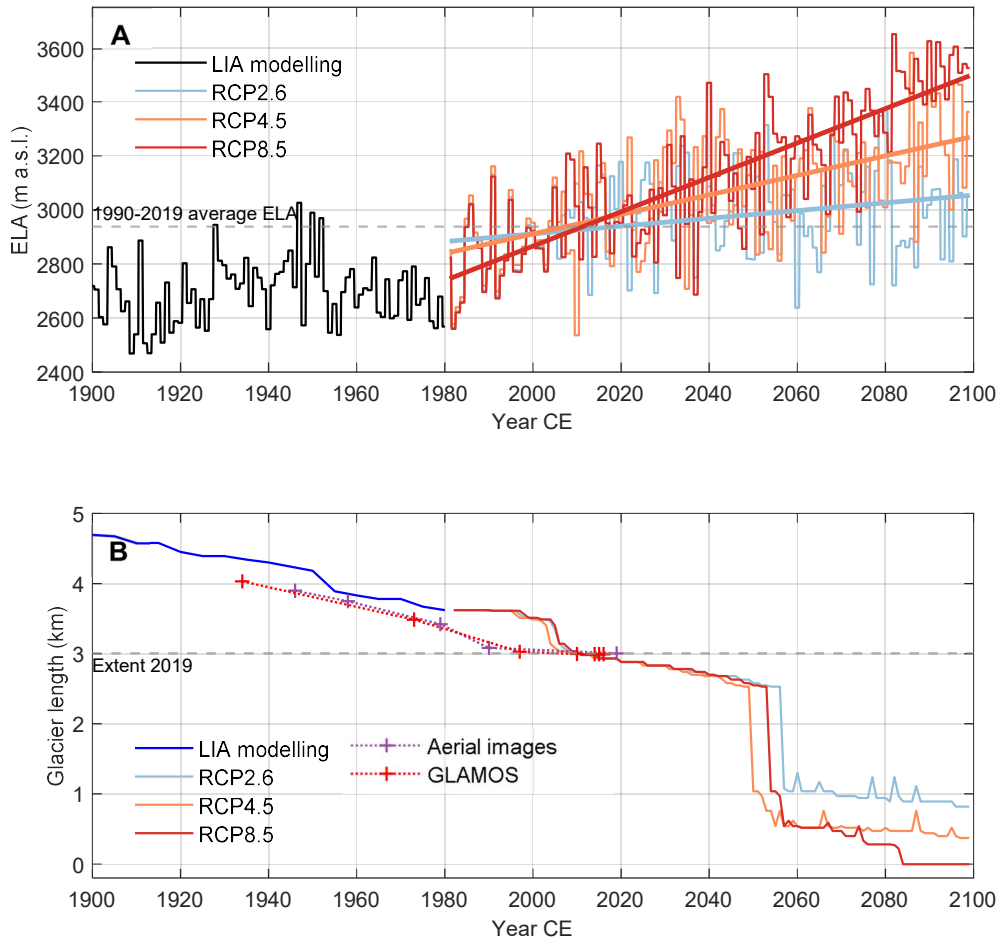 A
LIA modelling
RCP2.6
RCP4.5
RCP8.5
1990-2019 average ELA
ELA (m a.s.l.)
3600
3400
3200
3000
2800
2600
2400
1900 1920 1940 1960 1980 2000 2020 2040 2060 2080 2100
Year CE
B
Glacier length (km)
5
4
3
2
1
0
Extent 2019
LIA modelling
RCP2.6
RCP4.5
RCP8.5
Aerial images
GLAMOS
1900 1920 1940 1960 1980 2000 2020 2040 2060 2080 2100
Year CE